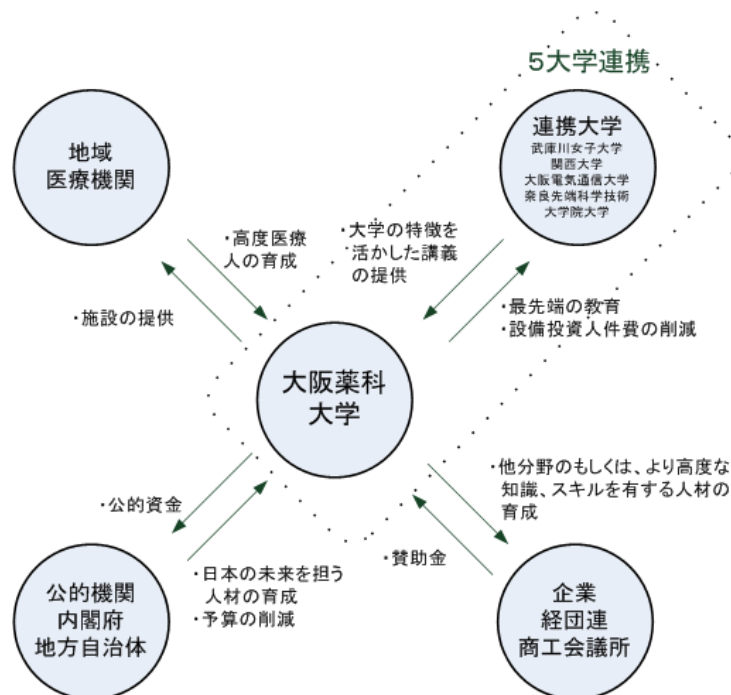 5大学連携
地域
医療機関
連携大学
武庫川女子大学
関西大学
大阪電気通信大学
奈良先端科学技術
大学院大学
・高度医療
人の育成
・大学の特徴を
活かした講義
の提供
・施設の提供
・最先端の教育
・設備投資人件費の削減
大阪薬科
大学
・他分野のもしくは、より高度な
知識、スキルを有する人材の
育成
・公的資金
・賛助金
・日本の未来を担う
人材の育成
・予算の削減
公的機関
内閣府
地方自治体
企業
経団連
商工会議所